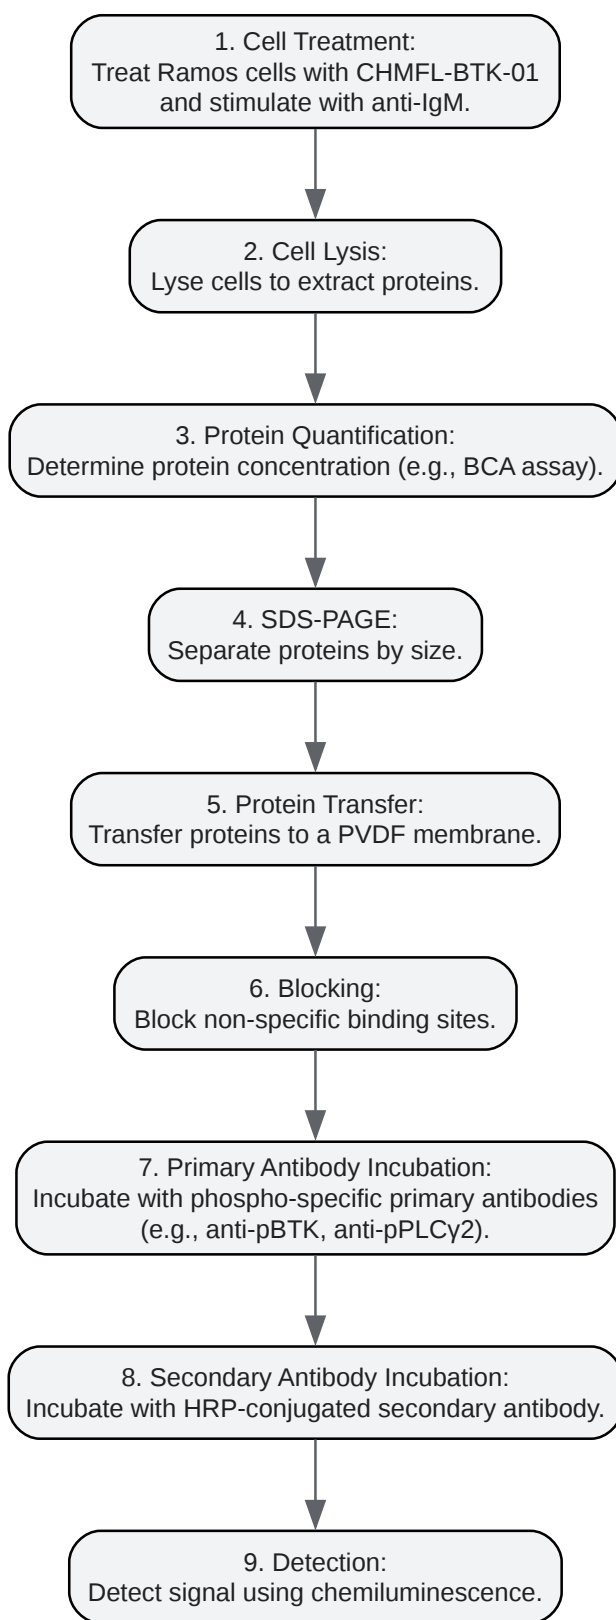 1. Cell Treatment:
Treat Ramos cells with CHMFL-BTK-01
and stimulate with anti-IgM.
2. Cell Lysis:
Lyse cells to extract proteins.
3. Protein Quantification:
Determine protein concentration (e.g., BCA assay).
4. SDS-PAGE:
Separate proteins by size.
5. Protein Transfer:
Transfer proteins to a PVDF membrane.
6. Blocking:
Block non-specific binding sites.
7. Primary Antibody Incubation:
Incubate with phospho-specific primary antibodies
(e.g., anti-pBTK, anti-pPLCγ2).
8. Secondary Antibody Incubation:
Incubate with HRP-conjugated secondary antibody.
9. Detection:
Detect signal using chemiluminescence.